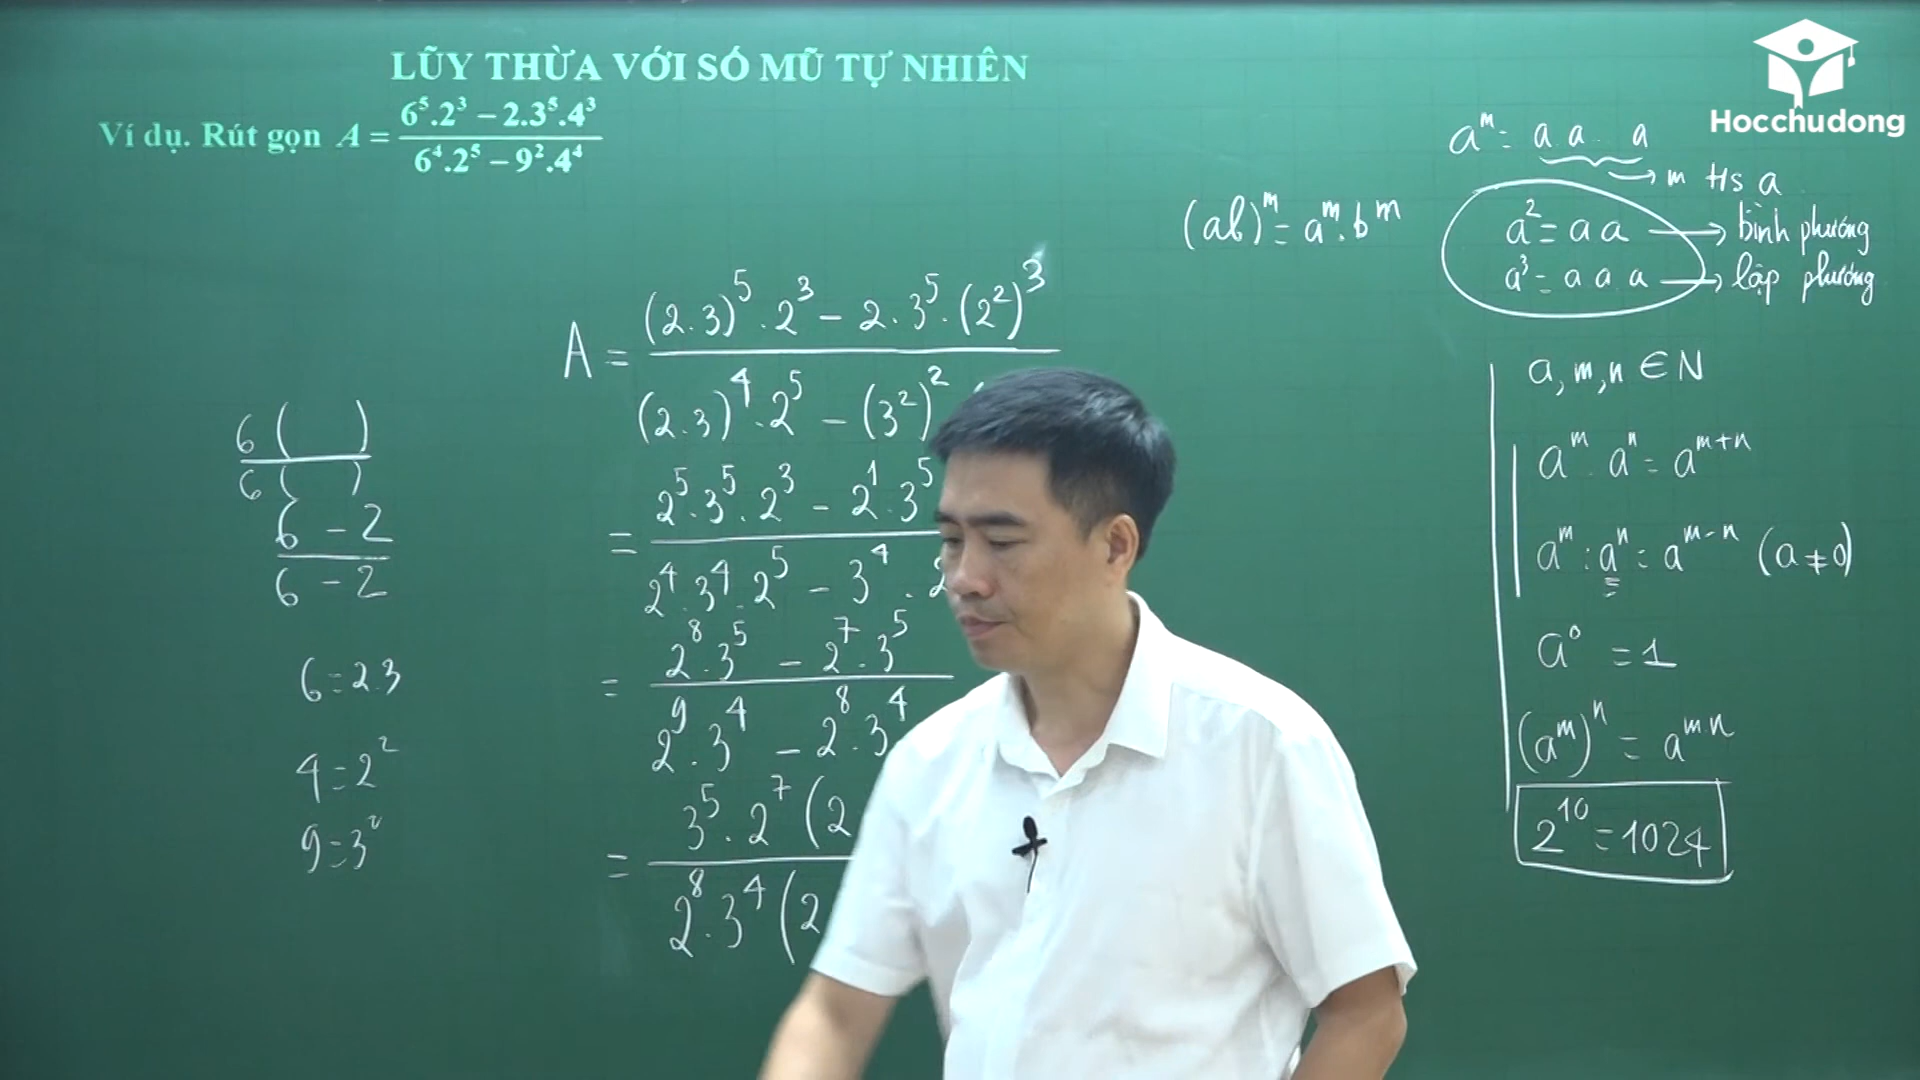 LŨY THỪA VỚI SỐ MŨ TỰ NHIÊN
Ví dụ. Rút gọn A = (6⁵.2³ − 2.3⁵.4³)/(6⁴.2⁵ − 9².4⁴)
Hocchudong
aᵐ = a.a a
→ m Hs a
(ab)ᵐ = aᵐ.bᵐ
a² = a a → bình phương
a³ = a a a → lập phương
A = (2.3)⁵.2³ − 2.3⁵.(2²)³
(2.3)⁴.2⁵ − (3²)²
= 2⁵.3⁵.2³ − 2¹.3⁵
2⁴.3⁴.2⁵ − 3⁴.2
= 2⁸.3⁵ − 2⁷.3⁵
2⁹.3⁴ − 2⁸.3⁴
= 3⁵.2⁷(2
2⁸.3⁴(2
6( )
6( )
6 − 2
6 − 2
6=2.3
4=2²
9=3²
a, m, n ∈ N
aᵐ.aⁿ = aᵐ⁺ⁿ
aᵐ : aⁿ = aᵐ⁻ⁿ (a ≠ 0)
a⁰ = 1
(aᵐ)ⁿ = aᵐ·ⁿ
2¹⁰ = 1024